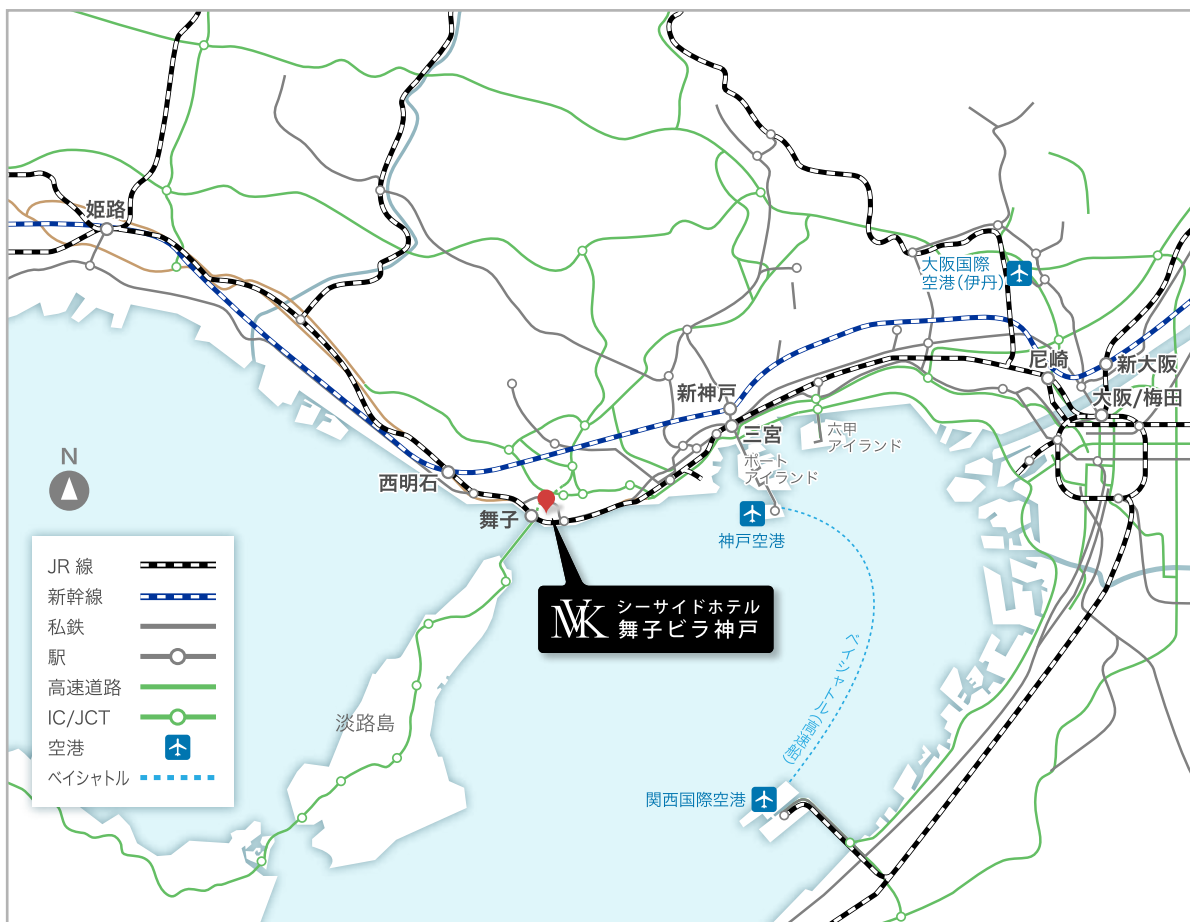 姫路
大阪国際
空港(伊丹)
尼崎
新大阪
大阪/梅田
新神戸
三宮
六甲
アイランド
ポート
アイランド
西明石
舞子
神戸空港
N
シーサイドホテル
舞子ビラ神戸
MVK
ベイシャトル(高速船)
淡路島
関西国際空港
JR 線
新幹線
私鉄
駅
高速道路
IC/JCT
空港
ベイシャトル